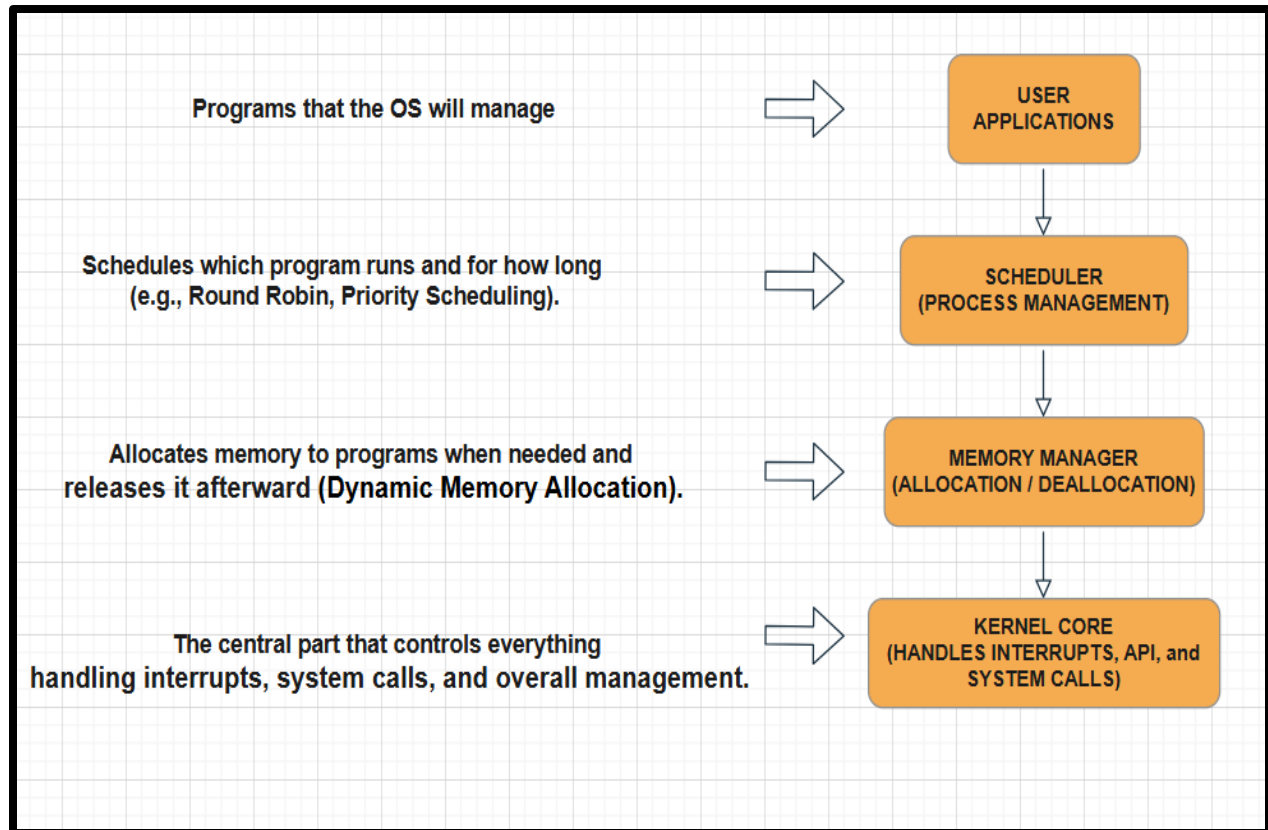 Programs that the OS will manage
USER
APPLICATIONS
Schedules which program runs and for how long
(e.g., Round Robin, Priority Scheduling).
SCHEDULER
(PROCESS MANAGEMENT)
Allocates memory to programs when needed and
releases it afterward (Dynamic Memory Allocation).
MEMORY MANAGER
(ALLOCATION / DEALLOCATION)
The central part that controls everything
handling interrupts, system calls, and overall management.
KERNEL CORE
(HANDLES INTERRUPTS, API, and
SYSTEM CALLS)